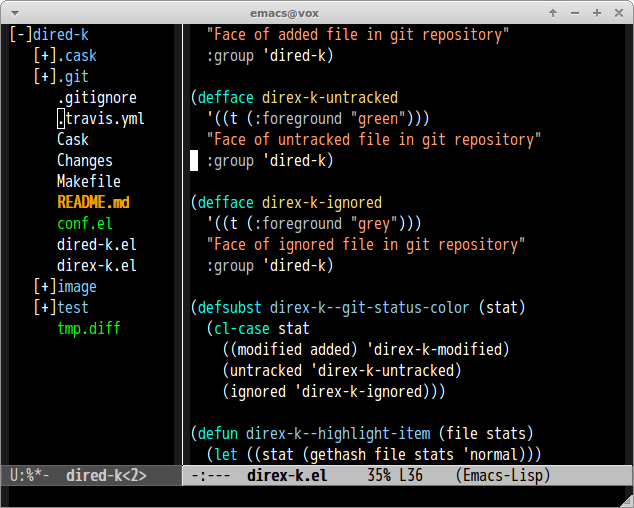 emacs@vox
[-]dired-k
[+].cask
[+].git
.gitignore
.travis.yml
Cask
Changes
Makefile
README.md
conf.el
dired-k.el
direx-k.el
[+]image
[+]test
tmp.diff
U:%*-  dired-k<2>
"Face of added file in git repository"
:group 'dired-k)
(defface direx-k-untracked
'((t (:foreground "green")))
"Face of untracked file in git repository"
:group 'dired-k)
(defface direx-k-ignored
'((t (:foreground "grey")))
"Face of ignored file in git repository"
:group 'dired-k)
(defsubst direx-k--git-status-color (stat)
(cl-case stat
((modified added) 'direx-k-modified)
(untracked 'direx-k-untracked)
(ignored 'direx-k-ignored)))
(defun direx-k--highlight-item (file stats)
(let ((stat (gethash file stats 'normal)))
-:---  direx-k.el     35% L36    (Emacs-Lisp)